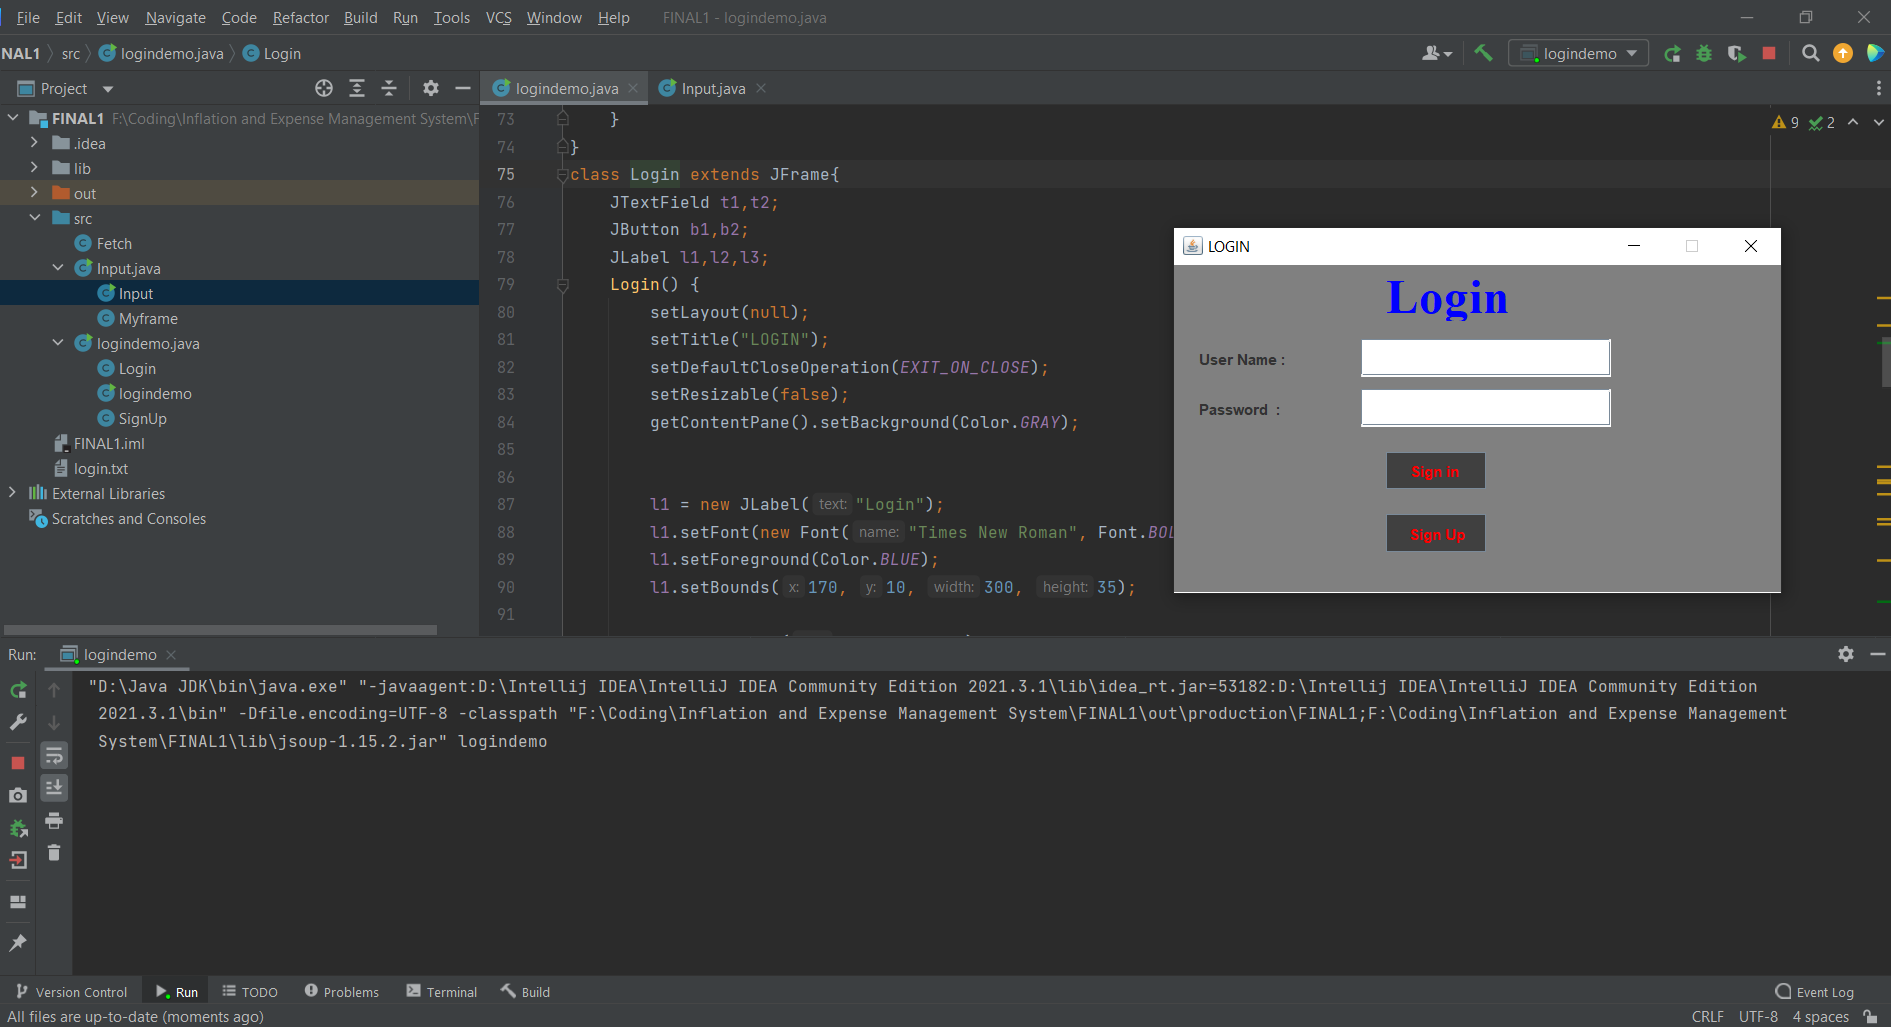 File Edit View Navigate Code Refactor Build Run Tools VCS Window Help FINAL1 - logindemo.java
NAL1 src logindemo.java Login
logindemo
Project
logindemo.java Input.java
FINAL1 F:\Coding\Inflation and Expense Management System\F
.idea
lib
out
src
Fetch
Input.java
Input
Myframe
logindemo.java
Login
logindemo
SignUp
FINAL1.iml
login.txt
External Libraries
Scratches and Consoles
9 2
73 }
74 }
75 class Login extends JFrame{
76 JTextField t1,t2;
77 JButton b1,b2;
78 JLabel l1,l2,l3;
79 Login() {
80 setLayout(null);
81 setTitle("LOGIN");
82 setDefaultCloseOperation(EXIT_ON_CLOSE);
83 setResizable(false);
84 getContentPane().setBackground(Color.GRAY);
85
86
87 l1 = new JLabel( text: "Login");
88 l1.setFont(new Font( name: "Times New Roman", Font.BOL
89 l1.setForeground(Color.BLUE);
90 l1.setBounds( x: 170, y: 10, width: 300, height: 35);
91
LOGIN
Login
User Name :
Password :
Sign in
Sign Up
Run: logindemo
"D:\Java JDK\bin\java.exe" "-javaagent:D:\Intellij IDEA\IntelliJ IDEA Community Edition 2021.3.1\lib\idea_rt.jar=53182:D:\Intellij IDEA\IntelliJ IDEA Community Edition
2021.3.1\bin" -Dfile.encoding=UTF-8 -classpath "F:\Coding\Inflation and Expense Management System\FINAL1\out\production\FINAL1;F:\Coding\Inflation and Expense Management
System\FINAL1\lib\jsoup-1.15.2.jar" logindemo
Version Control Run TODO Problems Terminal Build Event Log
All files are up-to-date (moments ago) CRLF UTF-8 4 spaces